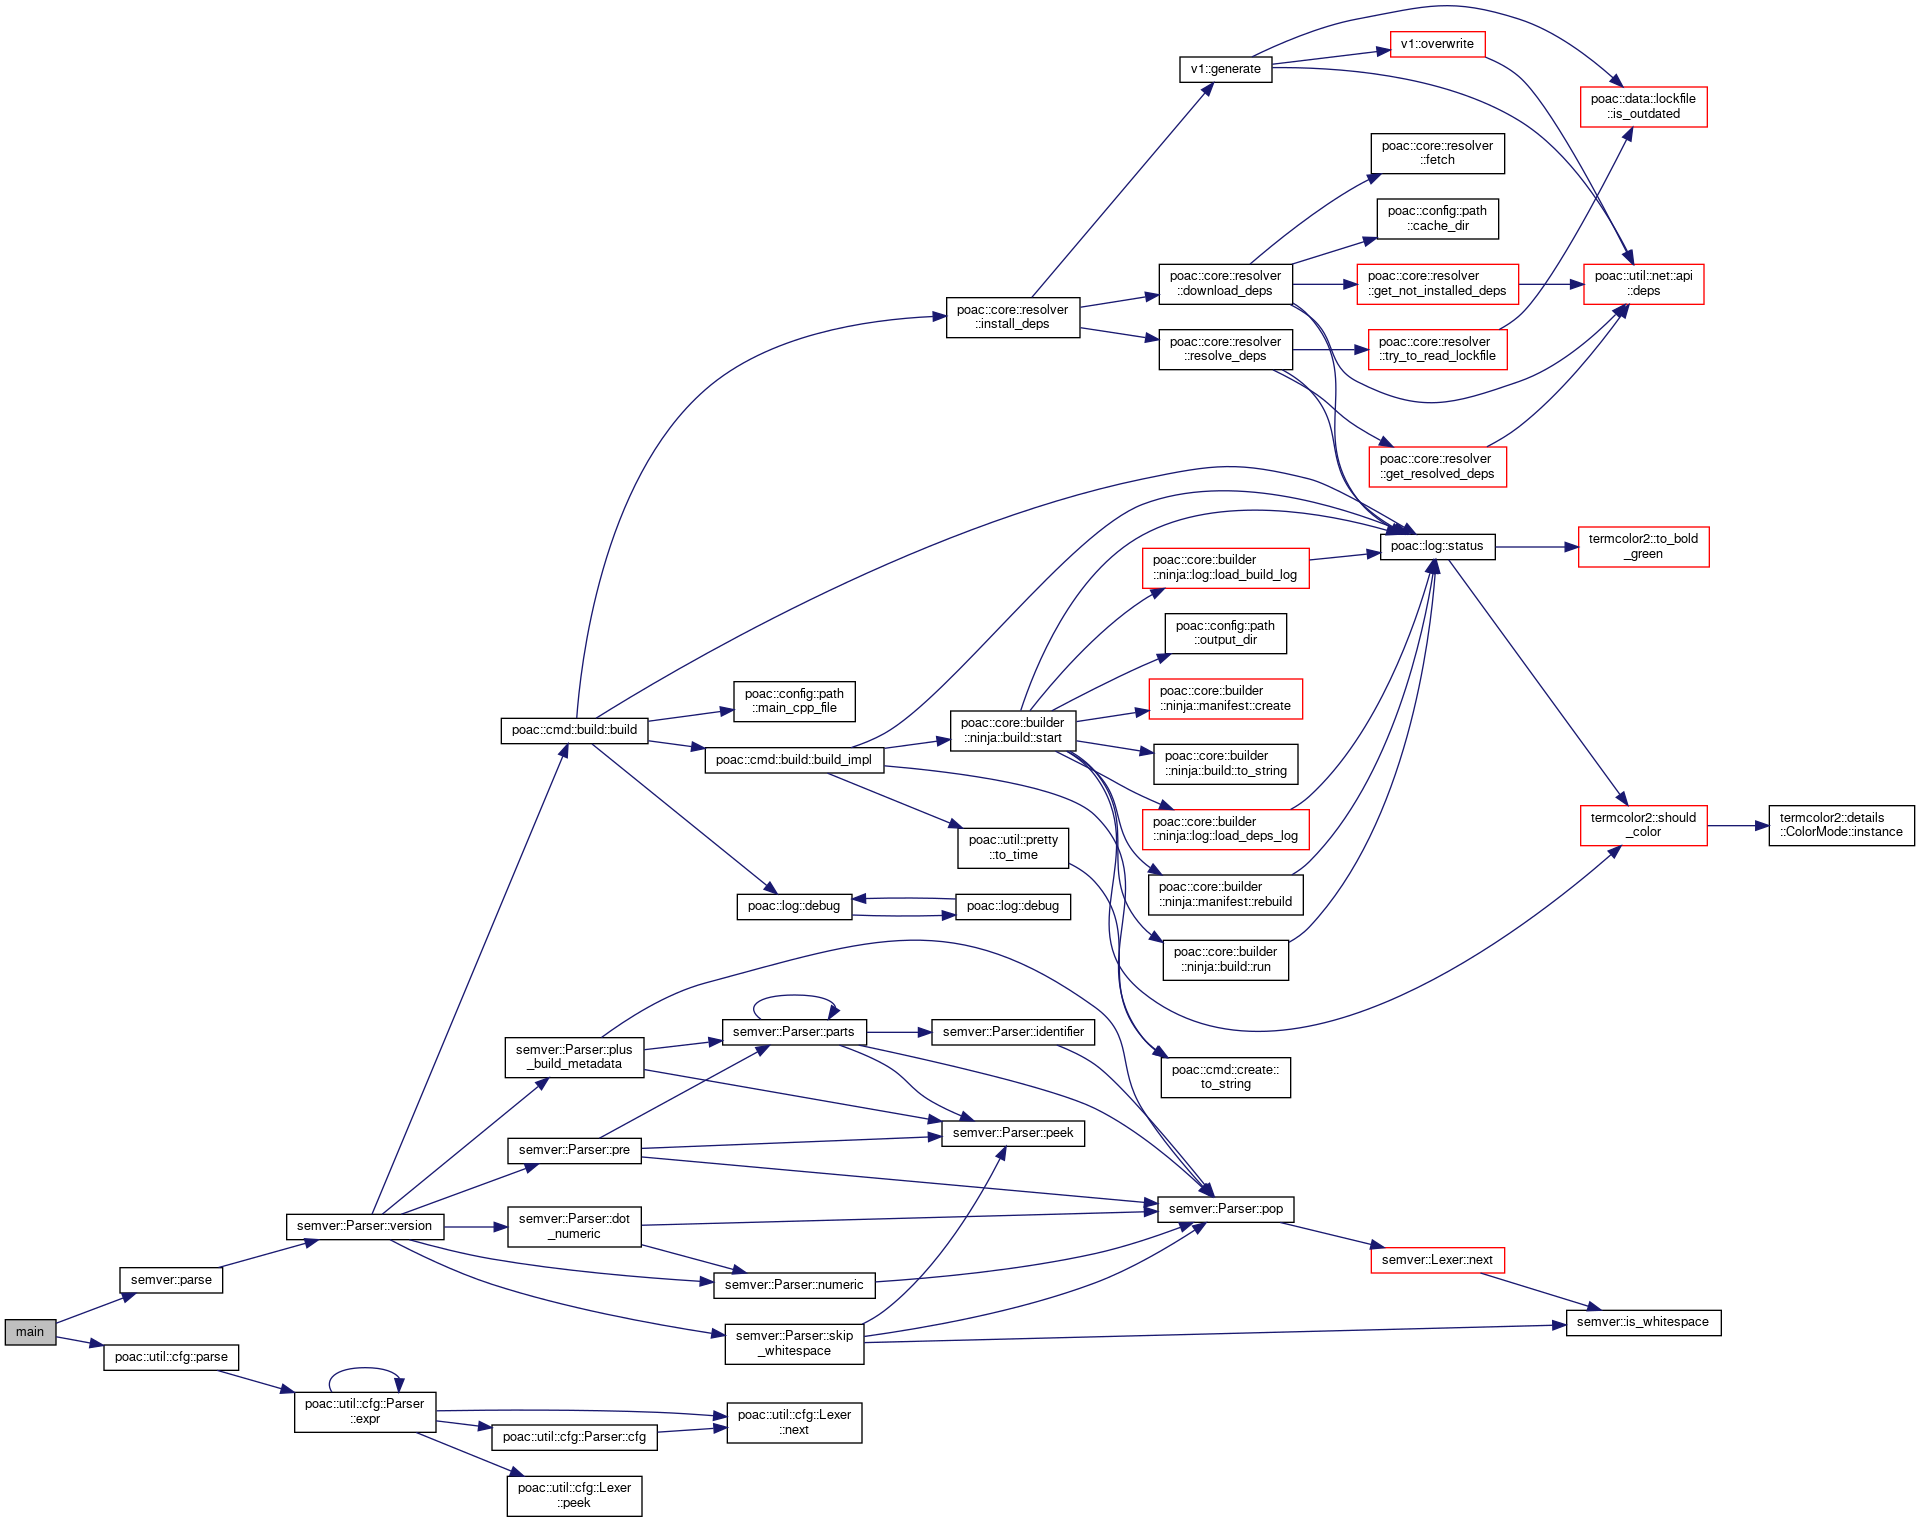 v1::generate
v1::overwrite
poac::data::lockfile
::is_outdated
poac::core::resolver
::fetch
poac::config::path
::cache_dir
poac::core::resolver
::download_deps
poac::core::resolver
::get_not_installed_deps
poac::util::net::api
::deps
poac::core::resolver
::install_deps
poac::core::resolver
::resolve_deps
poac::core::resolver
::try_to_read_lockfile
poac::core::resolver
::get_resolved_deps
poac::log::status
termcolor2::to_bold
_green
poac::core::builder
::ninja::log::load_build_log
poac::config::path
::output_dir
poac::config::path
::main_cpp_file
poac::core::builder
::ninja::manifest::create
poac::cmd::build::build
poac::core::builder
::ninja::build::start
poac::cmd::build::build_impl
poac::core::builder
::ninja::build::to_string
poac::core::builder
::ninja::log::load_deps_log
termcolor2::should
_color
termcolor2::details
::ColorMode::instance
poac::util::pretty
::to_time
poac::core::builder
::ninja::manifest::rebuild
poac::log::debug
poac::log::debug
poac::core::builder
::ninja::build::run
semver::Parser::parts
semver::Parser::identifier
semver::Parser::plus
_build_metadata
poac::cmd::create::
to_string
semver::Parser::peek
semver::Parser::pre
semver::Parser::version
semver::Parser::dot
_numeric
semver::Parser::pop
semver::Lexer::next
semver::parse
semver::Parser::numeric
semver::is_whitespace
main
semver::Parser::skip
_whitespace
poac::util::cfg::parse
poac::util::cfg::Parser
::expr
poac::util::cfg::Lexer
::next
poac::util::cfg::Parser::cfg
poac::util::cfg::Lexer
::peek